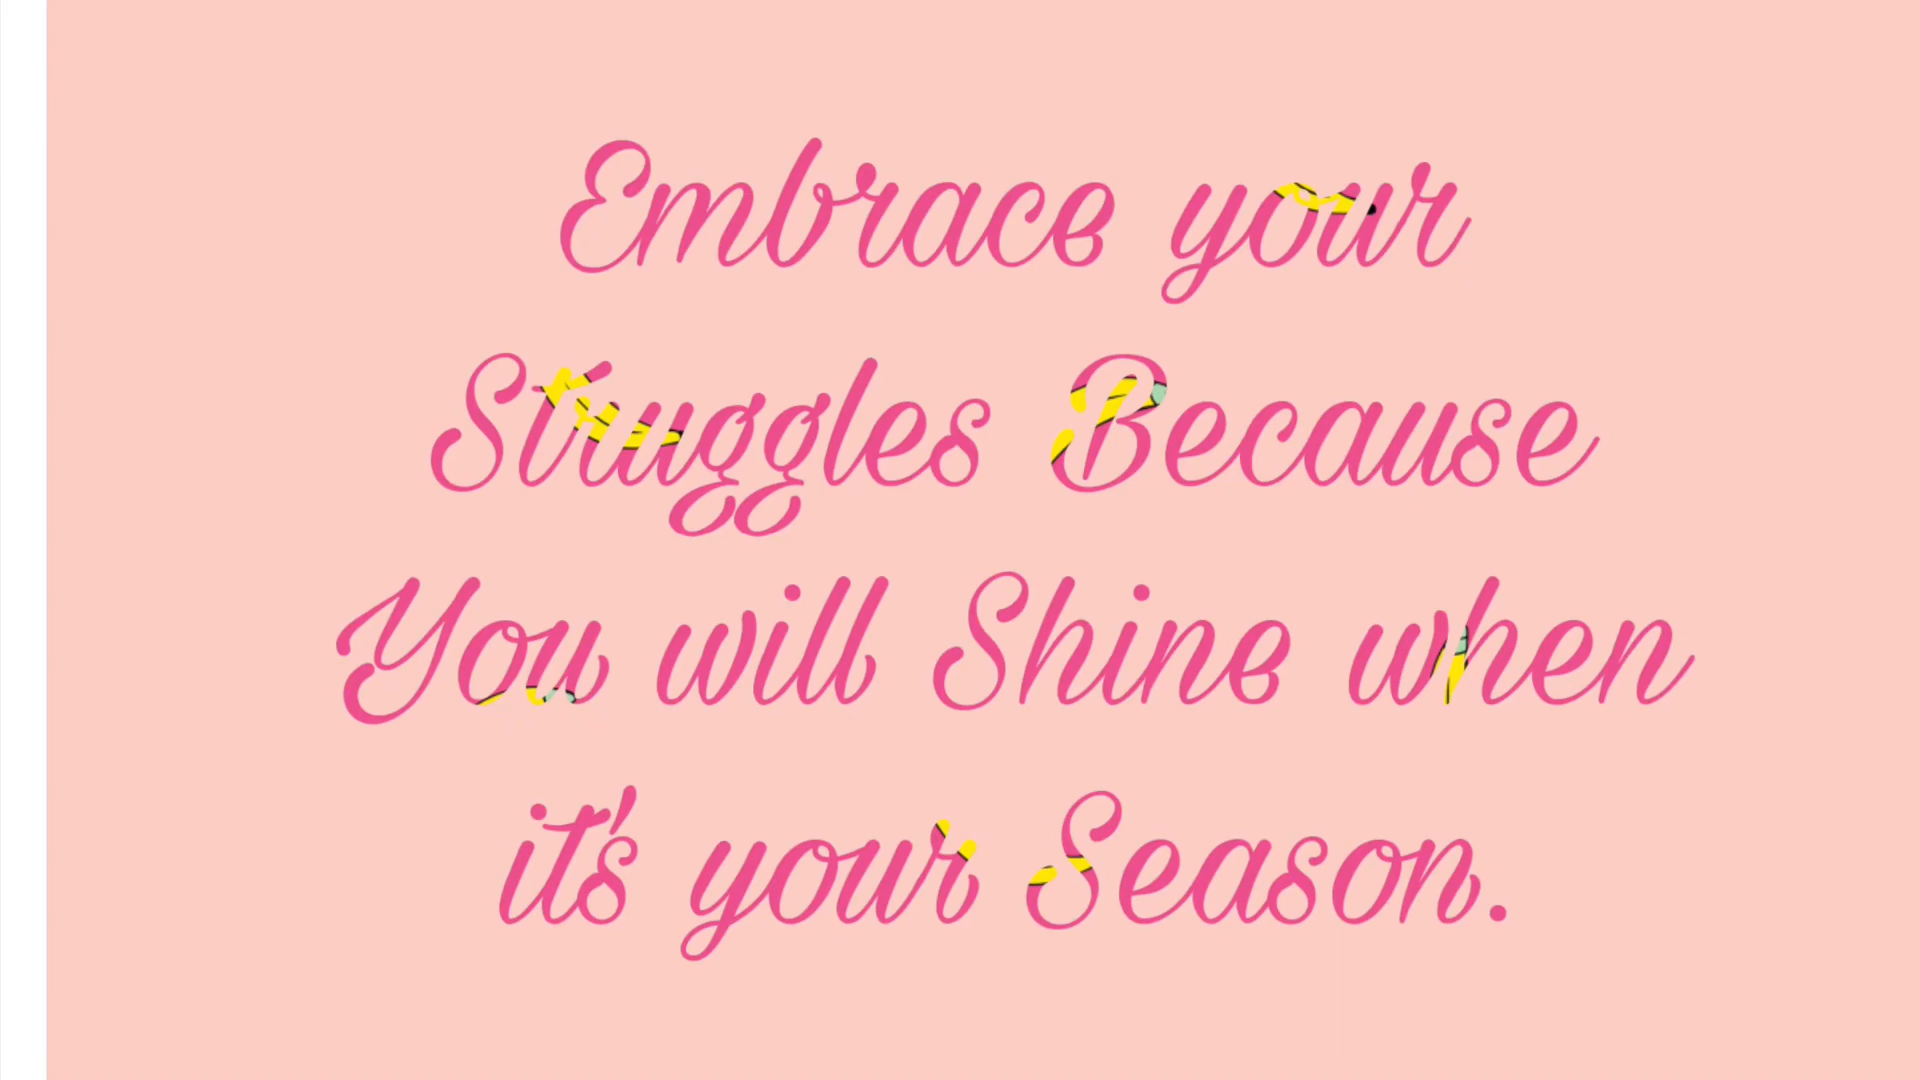 Embrace your
Struggles Because
You will Shine when
it's your Season.